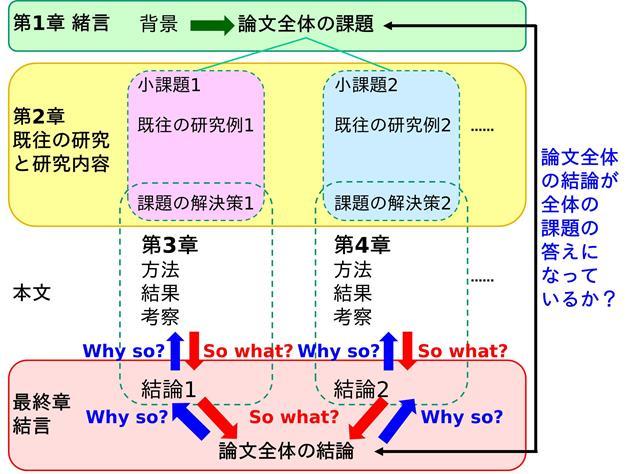 第1章 緒言
背景
論文全体の課題
第2章
既往の研究
と研究内容
小課題1
既往の研究例1
課題の解決策1
小課題2
既往の研究例2
課題の解決策2
......
論文全体
の結論が
全体の
課題の
答えに
なって
いるか？
本文
第3章
方法
結果
考察
第4章
方法
結果
考察
......
Why so?
So what?
Why so?
So what?
最終章
結言
結論1
結論2
Why so?
So what?
Why so?
論文全体の結論